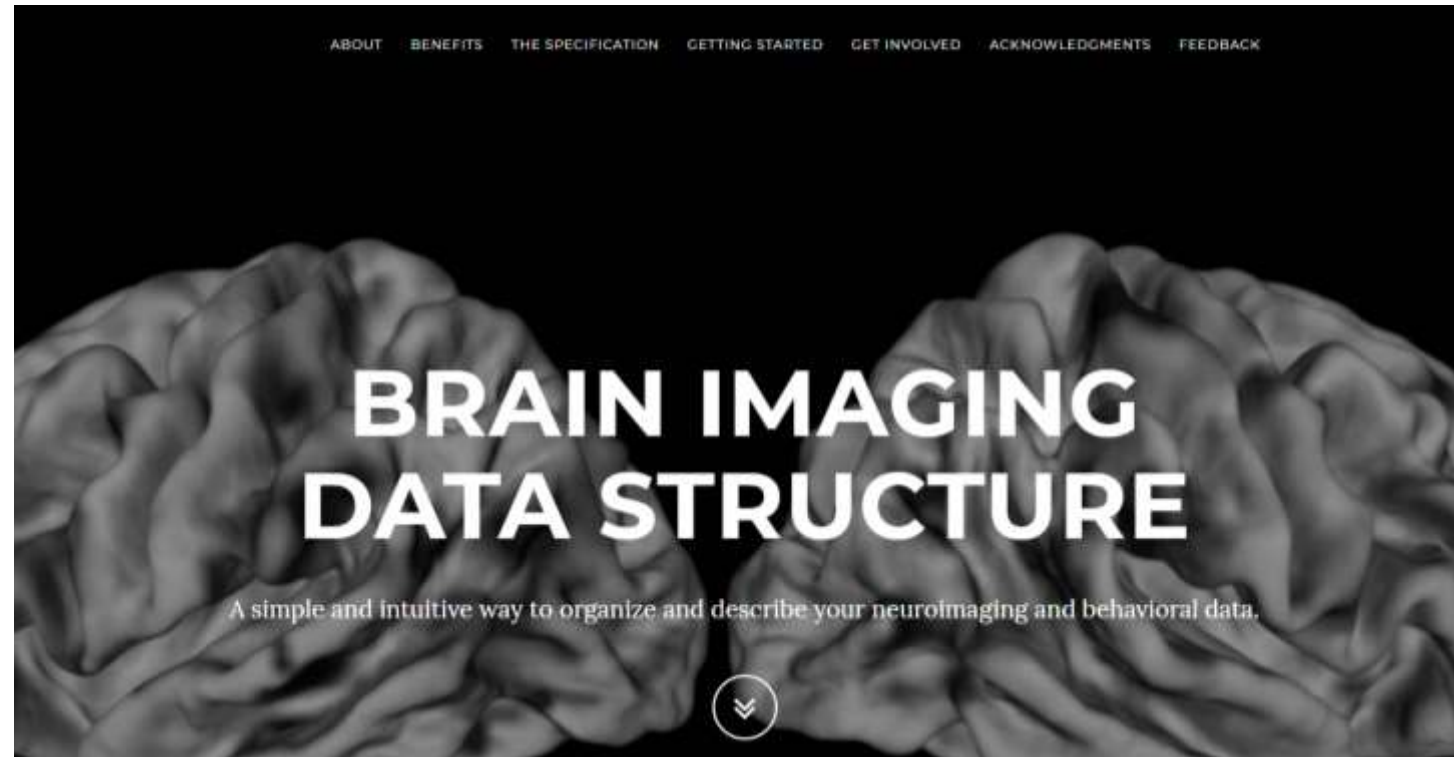 ABOUT BENEFITS THE SPECIFICATION GETTING STARTED GET INVOLVED ACKNOWLEDGMENTS FEEDBACK
BRAIN IMAGING
DATA STRUCTURE
A simple and intuitive way to organize and describe your neuroimaging and behavioral data.